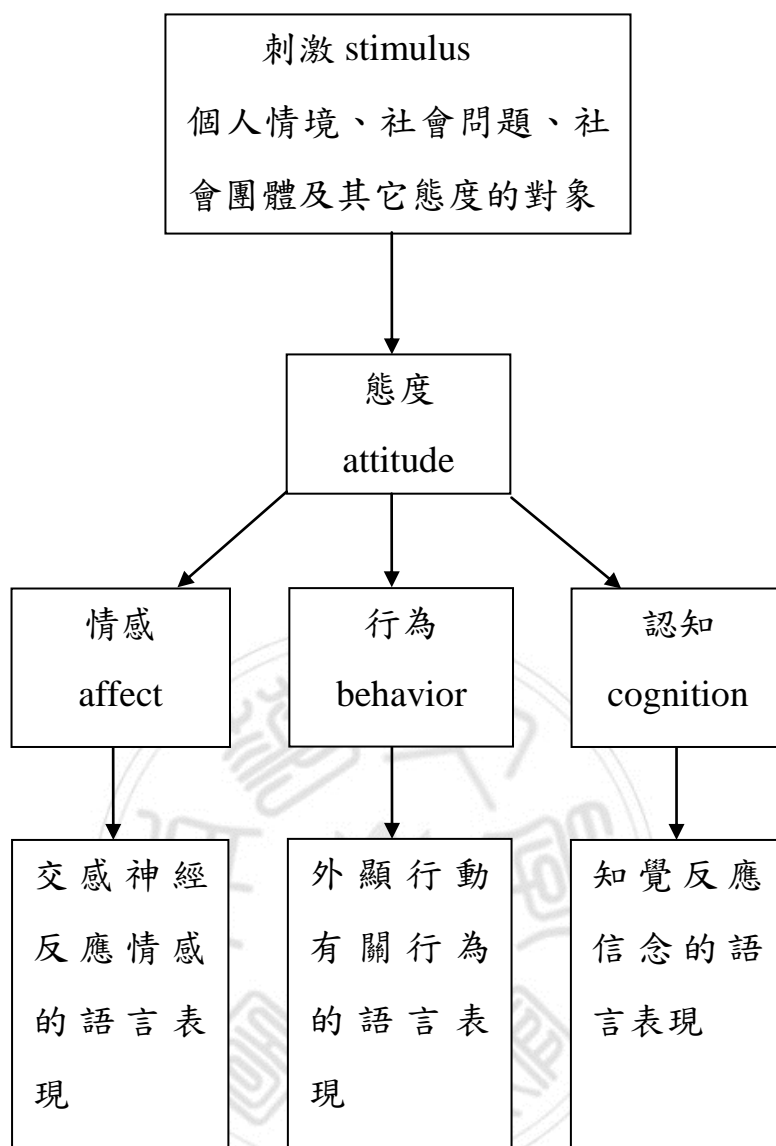 刺激 stimulus
個人情境、社會問題、社
會團體及其它態度的對象
態度
attitude
情感
affect
行為
behavior
認知
cognition
交感神經
反應情感
的語言表
現
外顯行動
有關行為
的語言表
現
知覺反應
信念的語
言表現